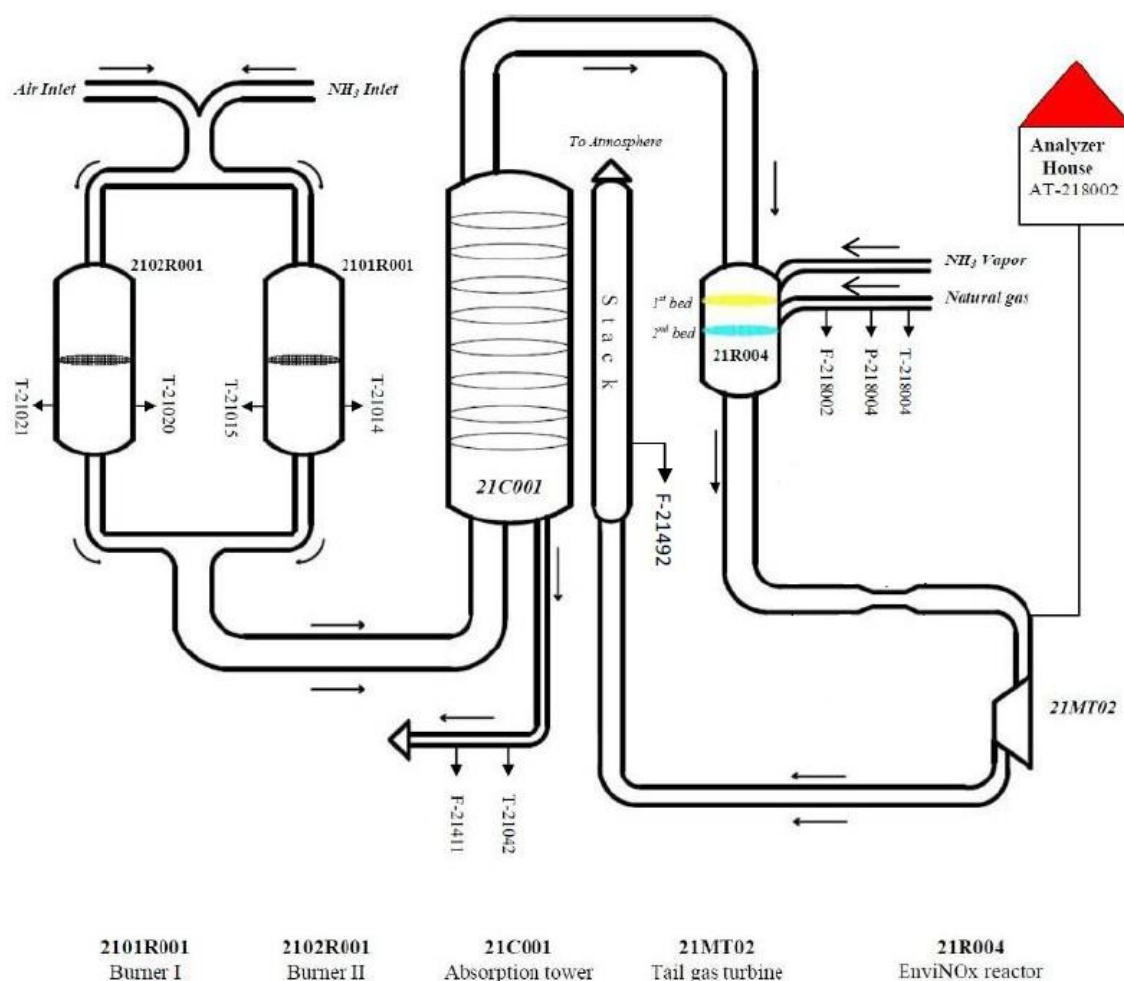 Air Inlet
NH3 Inlet
To Atmosphere
Analyzer
House
AT-218002
2102R001
2101R001
NH3 Vapor
Natural gas
1st bed
2nd bed
21R004
Stack
F-218002
P-218004
T-218004
T-21021
T-21020
T-21015
T-21014
21C001
F-21492
21MT02
F-21411
T-21042
2101R001
Burner I
2102R001
Burner II
21C001
Absorption tower
21MT02
Tail gas turbine
21R004
EnviNOx reactor